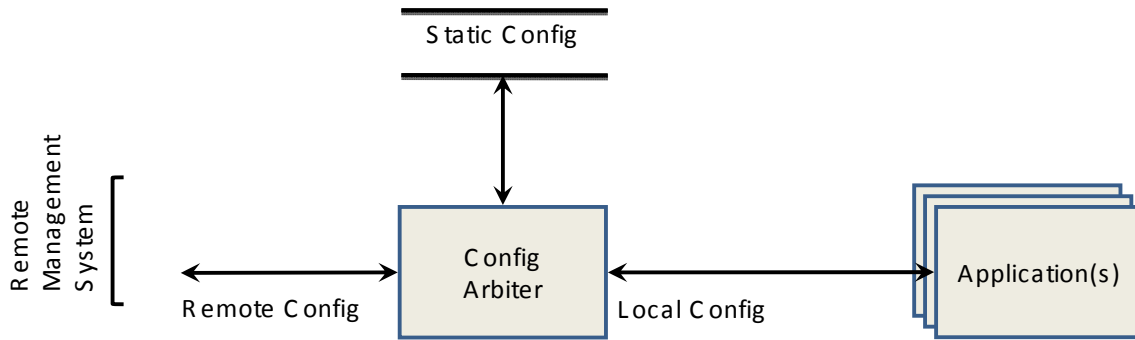 Static Config
Remote
Management
System
Config
Arbiter
Application(s)
Remote Config
Local Config